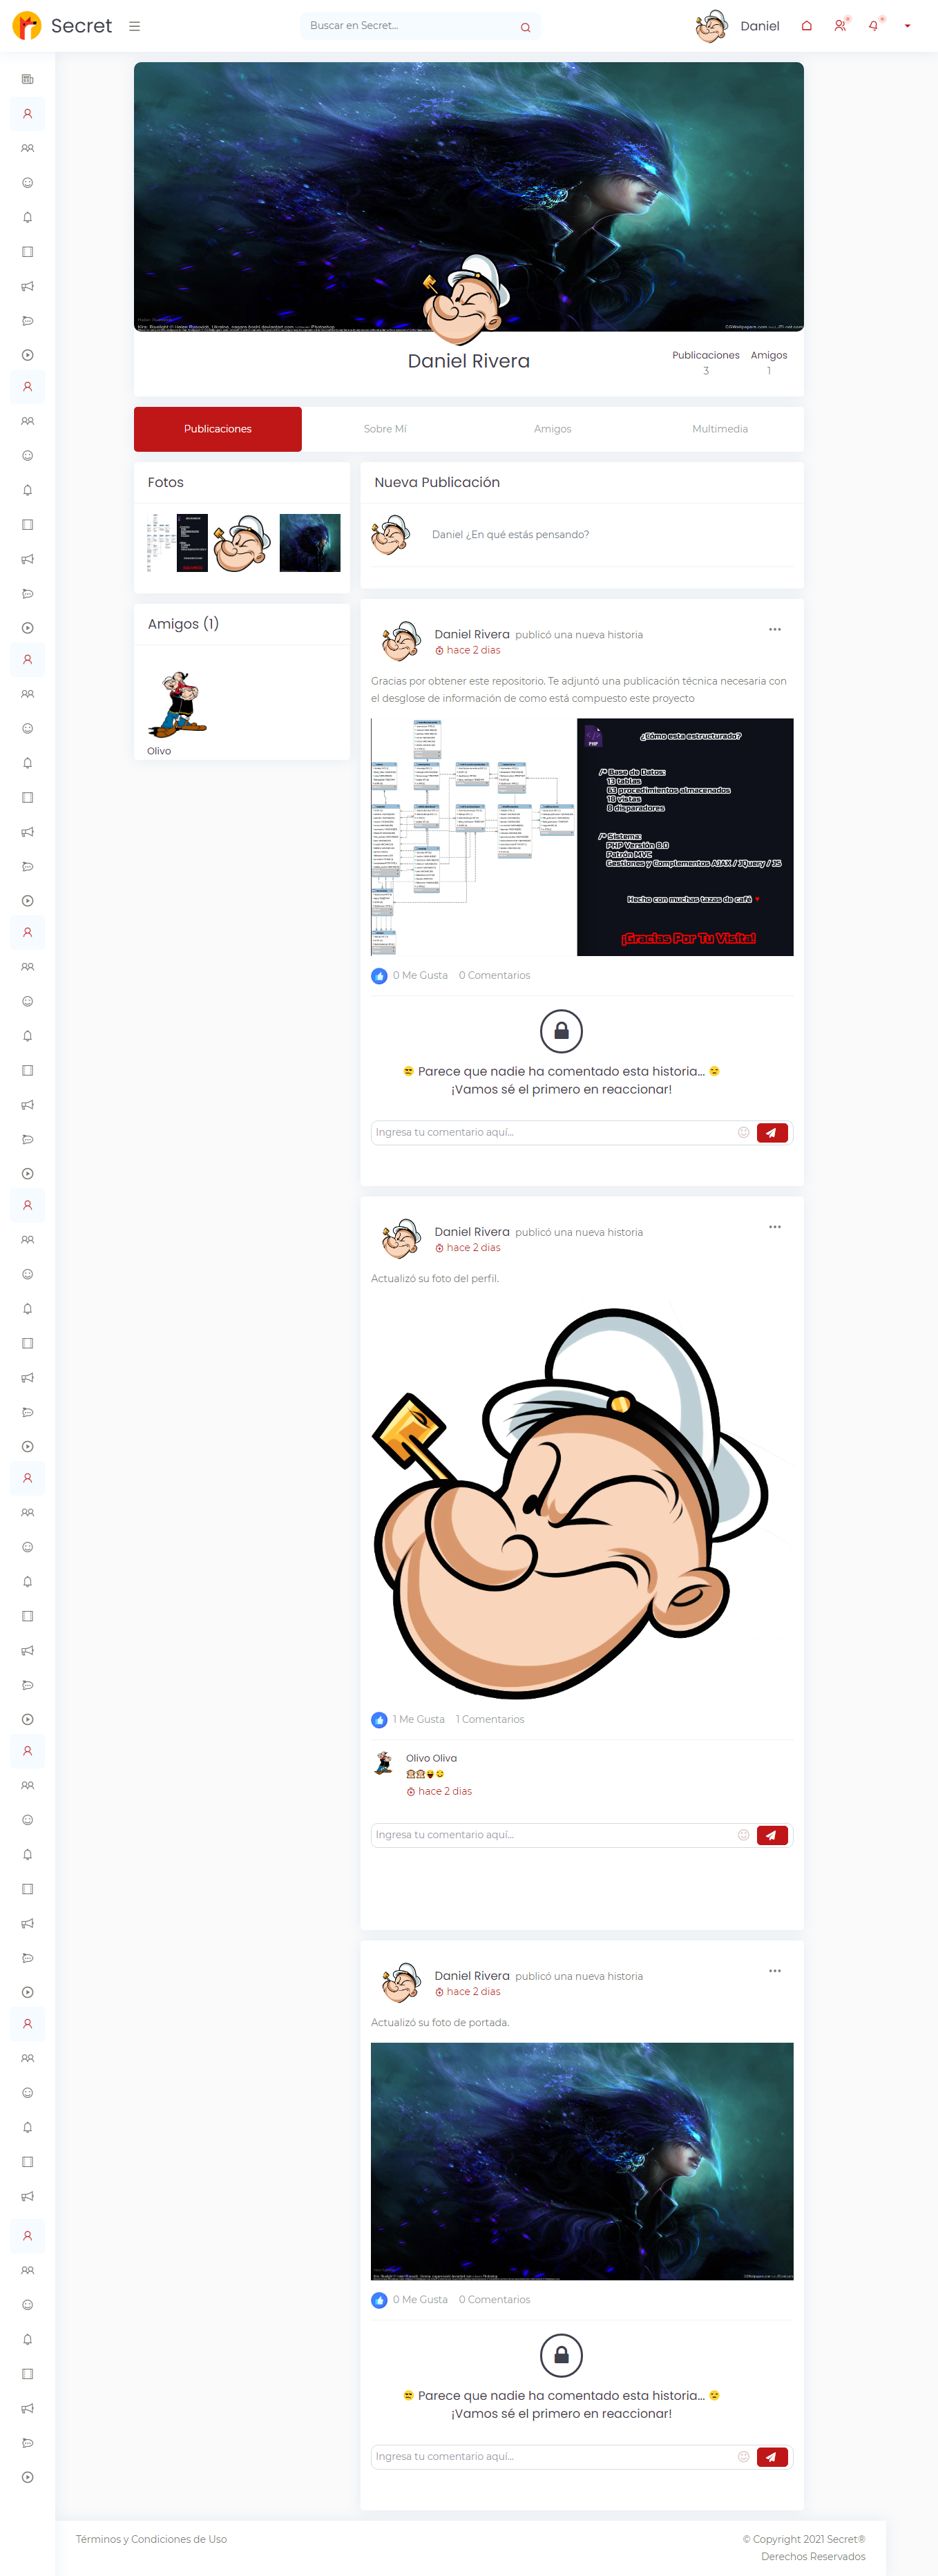 Secret
Buscar en Secret...
Daniel
CGWallpapers.com
Daniel Rivera
Publicaciones
3
Amigos
1
Publicaciones
Sobre Mí
Amigos
Multimedia
Fotos
Amigos (1)
Olivo
Nueva Publicación
Daniel ¿En qué estás pensando?
Daniel Rivera publicó una nueva historia
hace 2 dias
Gracias por obtener este repositorio. Te adjuntó una publicación técnica necesaria con
el desglose de información de como está compuesto este proyecto
PHP
¿Cómo esta estructurado?
/* Base de Datos:
13 tablas
63 procedimientos almacenados
18 vistas
8 disparadores
/* Sistema:
PHP Versión 8.0
Patrón MVC
Gestiones y Complementos AJAX / JQuery / JS
Hecho con muchas tazas de café ♥
¡Gracias Por Tu Visita!
0 Me Gusta 0 Comentarios
😒 Parece que nadie ha comentado esta historia... 😒
¡Vamos sé el primero en reaccionar!
Ingresa tu comentario aquí...
Daniel Rivera publicó una nueva historia
hace 2 dias
Actualizó su foto del perfil.
1 Me Gusta 1 Comentarios
Olivo Oliva
hace 2 dias
Ingresa tu comentario aquí...
Daniel Rivera publicó una nueva historia
hace 2 dias
Actualizó su foto de portada.
0 Me Gusta 0 Comentarios
😒 Parece que nadie ha comentado esta historia... 😒
¡Vamos sé el primero en reaccionar!
Ingresa tu comentario aquí...
Términos y Condiciones de Uso
© Copyright 2021 Secret®
Derechos Reservados